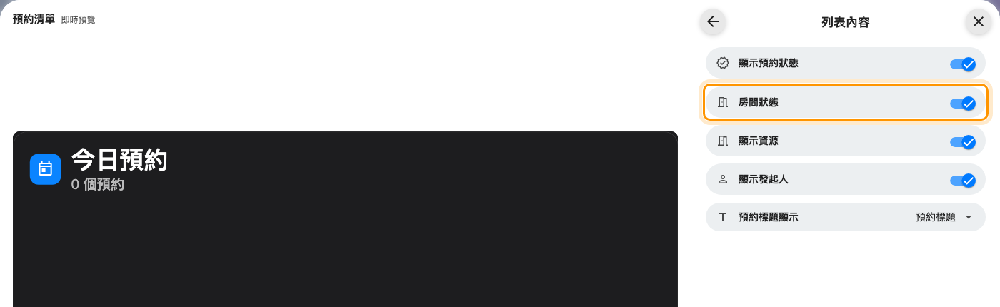 預約清單 即時預覽
今日預約
0 個預約
列表內容
顯示預約狀態
房間狀態
顯示資源
顯示發起人
預約標題顯示 預約標題